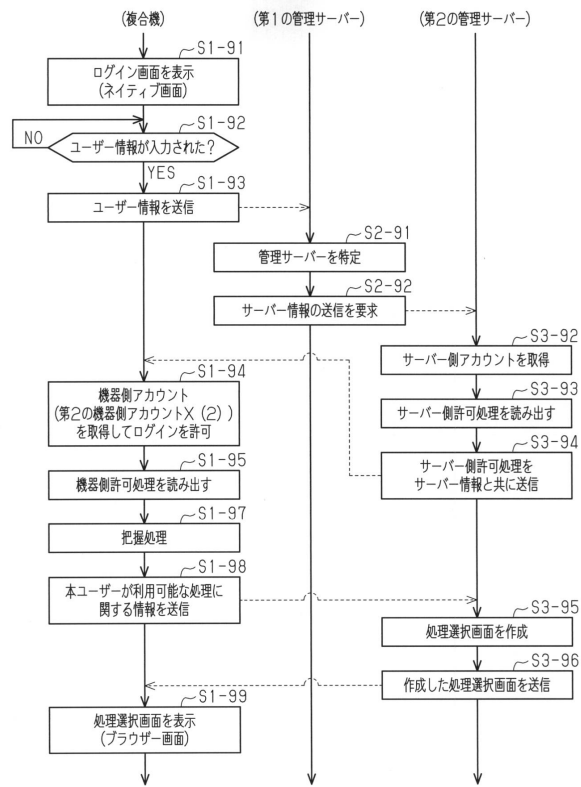 (複合機)
(第1の管理サーバー)
(第2の管理サーバー)
S1-91
ログイン画面を表示
(ネイティブ画面)
S1-92
NO
ユーザー情報が入力された?
YES
S1-93
ユーザー情報を送信
S2-91
管理サーバーを特定
S2-92
サーバー情報の送信を要求
S3-92
サーバー側アカウントを取得
S1-94
機器側アカウント
(第2の機器側アカウントX(2))
を取得してログインを許可
S3-93
サーバー側許可処理を読み出す
S3-94
サーバー側許可処理を
サーバー情報と共に送信
S1-95
機器側許可処理を読み出す
S1-97
把握処理
S1-98
本ユーザーが利用可能な処理に
関する情報を送信
S3-95
処理選択画面を作成
S3-96
作成した処理選択画面を送信
S1-99
処理選択画面を表示
(ブラウザー画面)